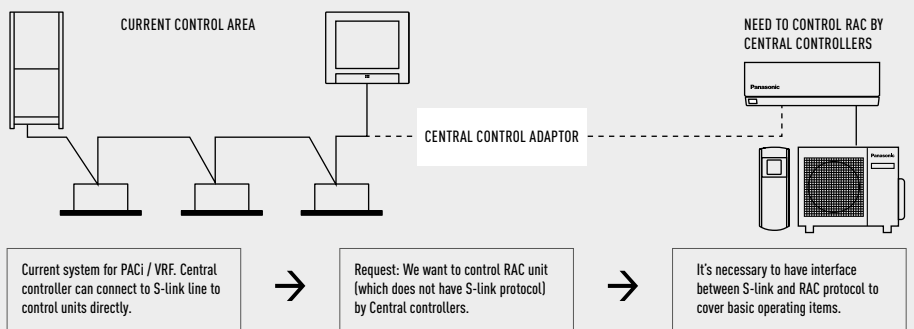 CURRENT CONTROL AREA
NEED TO CONTROL RAC BY
CENTRAL CONTROLLERS
Panasonic
CENTRAL CONTROL ADAPTOR
Panasonic
Current system for PACi / VRF. Central
controller can connect to S-link line to
control units directly.
Request: We want to control RAC unit
(which does not have S-link protocol)
by Central controllers.
It's necessary to have interface
between S-link and RAC protocol to
cover basic operating items.